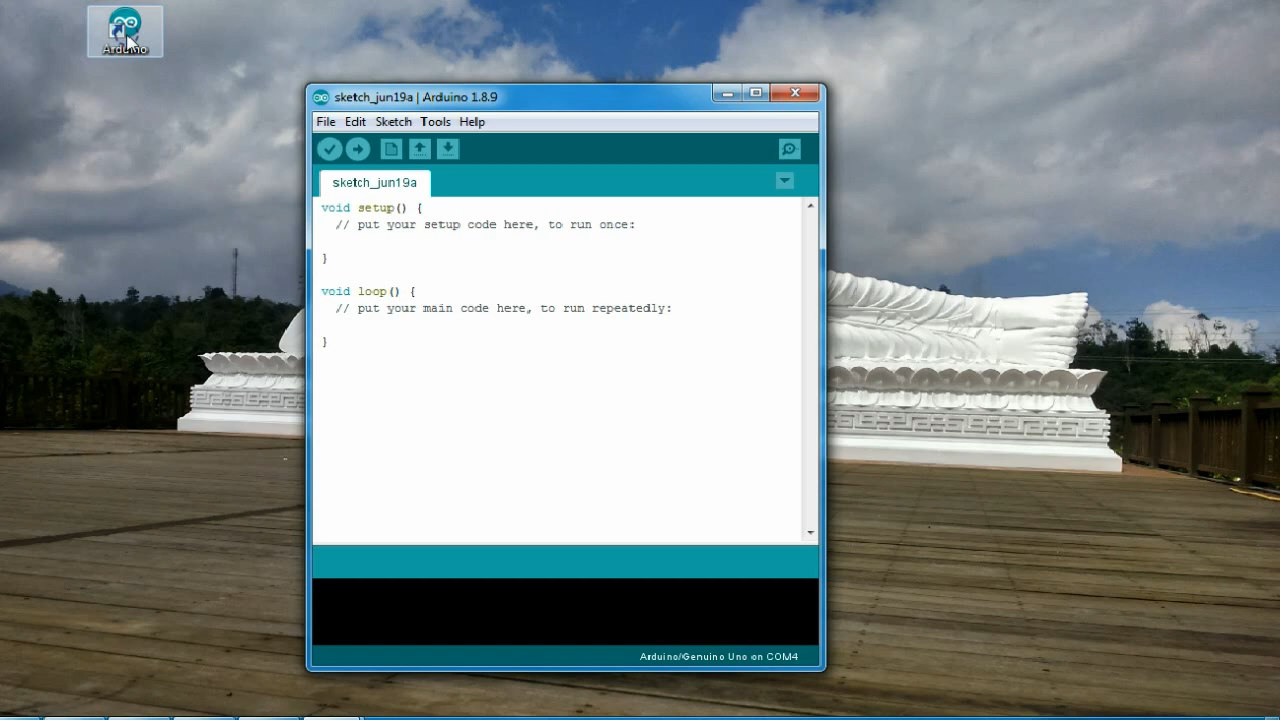 Arduino
sketch_jun19a | Arduino 1.8.9
File Edit Sketch Tools Help
sketch_jun19a
void setup() {
// put your setup code here, to run once:
}
void loop() {
// put your main code here, to run repeatedly:
}
Arduino/Genuino Uno on COM4